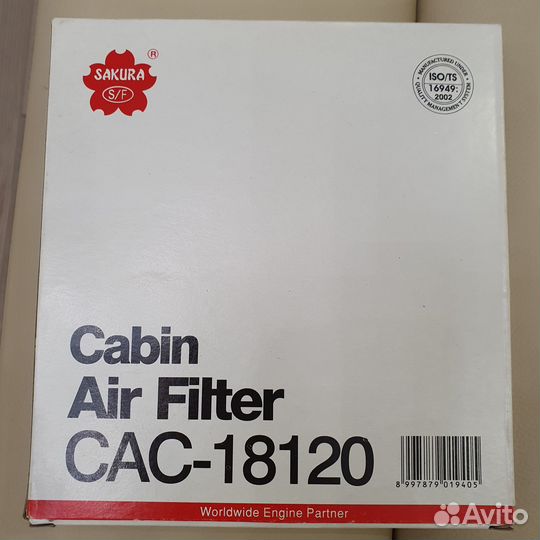 SAKURA ®
S/F
MANUFACTURED UNDER
ISO/TS
16949:
2002
QUALITY MANAGEMENT SYSTEM
Cabin
Air Filter
CAC-18120
8 997879 019405
Worldwide Engine Partner
Avito